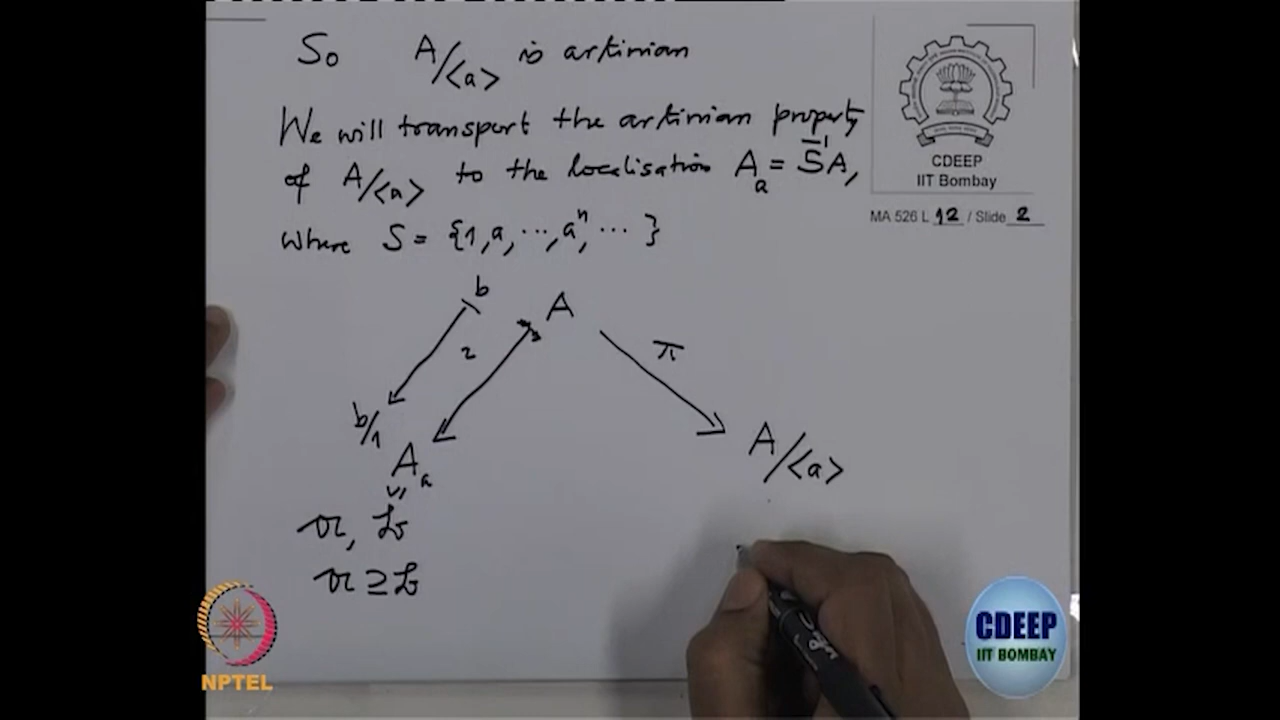 So A/<a> is artinian
We will transport the artinian property
of A/<a> to the localisation A_a = S⁻¹A,
where S = {1, a, ..., aⁿ, ... }
CDEEP
IIT Bombay
MA 526 L 12 / Slide 2
b
A
π
b/1
A_a
A/<a>
𝔞, 𝔟
𝔞 ⊇ 𝔟
NPTEL
CDEEP
IIT BOMBAY